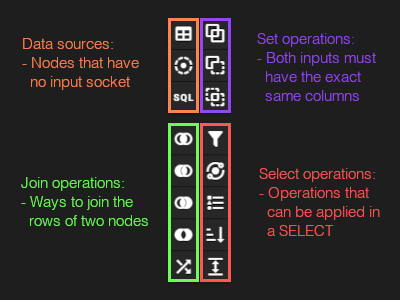 Data sources:
- Nodes that have
no input socket
SQL
Set operations:
- Both inputs must
have the exact
same columns
Join operations:
- Ways to join the
rows of two nodes
Select operations:
- Operations that
can be applied in
a SELECT